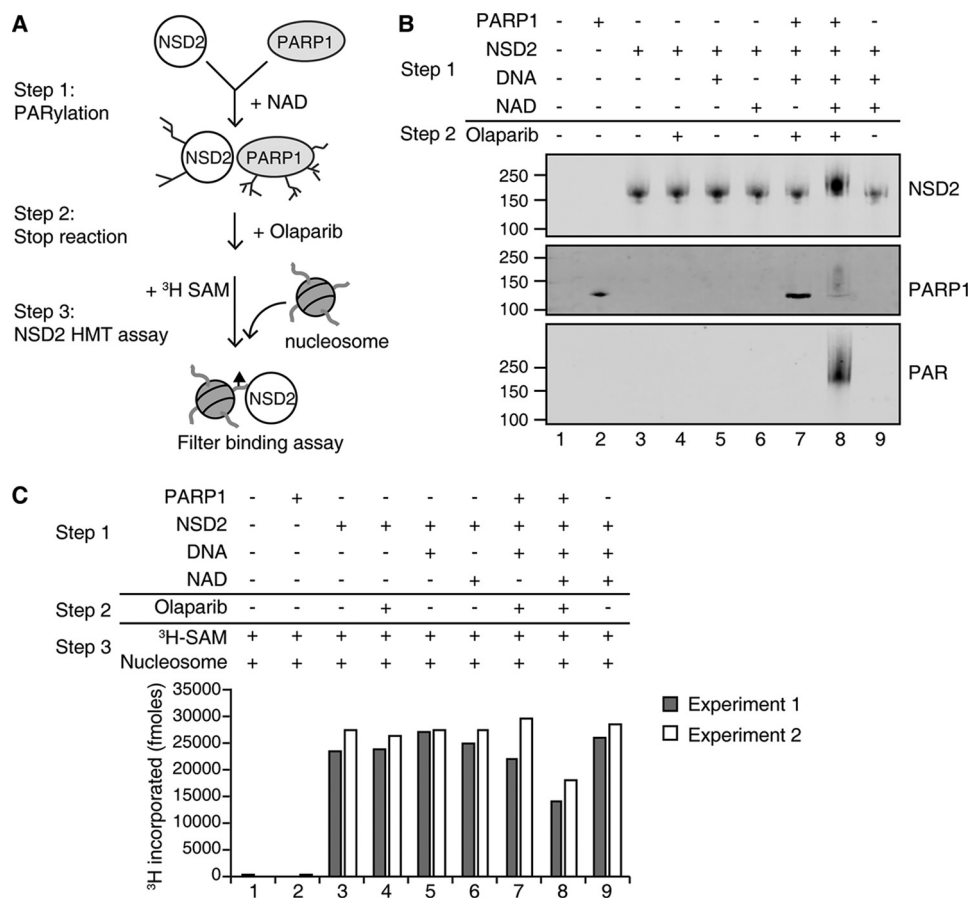 A
NSD2
PARP1
Step 1:
PARylation
+ NAD
NSD2
PARP1
Step 2:
Stop reaction
+ Olaparib
+ ³H SAM
Step 3:
NSD2 HMT assay
nucleosome
NSD2
Filter binding assay
B
PARP1 - + - - - - + + -
Step 1
NSD2 - - + + + + + + +
DNA - - - - + - + + +
NAD - - - - - + - + +
Step 2 Olaparib - - - + - - + + -
250
150
100
NSD2
250
150
100
PARP1
250
150
100
PAR
1 2 3 4 5 6 7 8 9
C
PARP1 - + - - - - + + -
Step 1
NSD2 - - + + + + + + +
DNA - - - - + - + + +
NAD - - - - - + - + +
Step 2 Olaparib - - - + - - + + -
Step 3
³H-SAM + + + + + + + + +
Nucleosome + + + + + + + + +
³H incorporated (fmoles)
35000
30000
25000
20000
15000
10000
5000
0
1 2 3 4 5 6 7 8 9
Experiment 1
Experiment 2